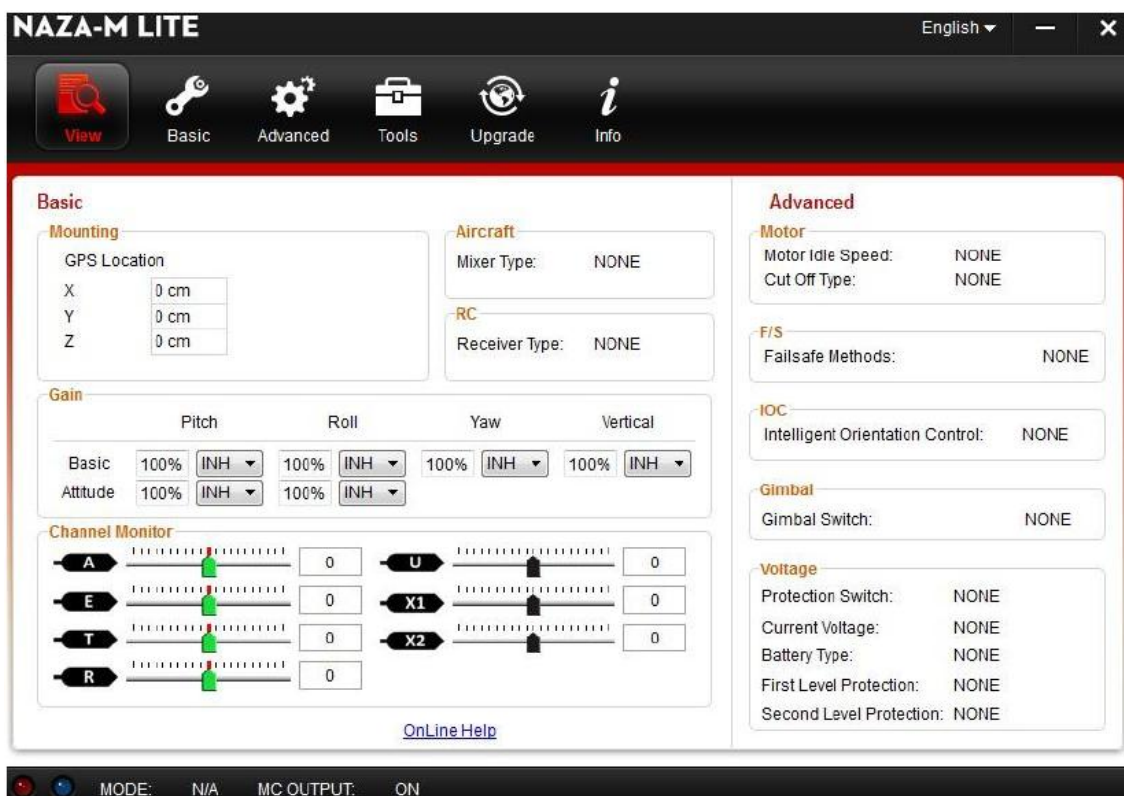 NAZA-M LITE
English
View Basic Advanced Tools Upgrade Info
Basic
Mounting
GPS Location
X 0 cm
Y 0 cm
Z 0 cm
Aircraft
Mixer Type: NONE
RC
Receiver Type: NONE
Gain
Pitch Roll Yaw Vertical
Basic 100% INH 100% INH 100% INH 100% INH
Attitude 100% INH 100% INH
Channel Monitor
A 0
E 0
T 0
R 0
U 0
X1 0
X2 0
OnLine Help
Advanced
Motor
Motor Idle Speed: NONE
Cut Off Type: NONE
F/S
Failsafe Methods: NONE
IOC
Intelligent Orientation Control: NONE
Gimbal
Gimbal Switch: NONE
Voltage
Protection Switch: NONE
Current Voltage: NONE
Battery Type: NONE
First Level Protection: NONE
Second Level Protection: NONE
MODE: N/A MC OUTPUT: ON